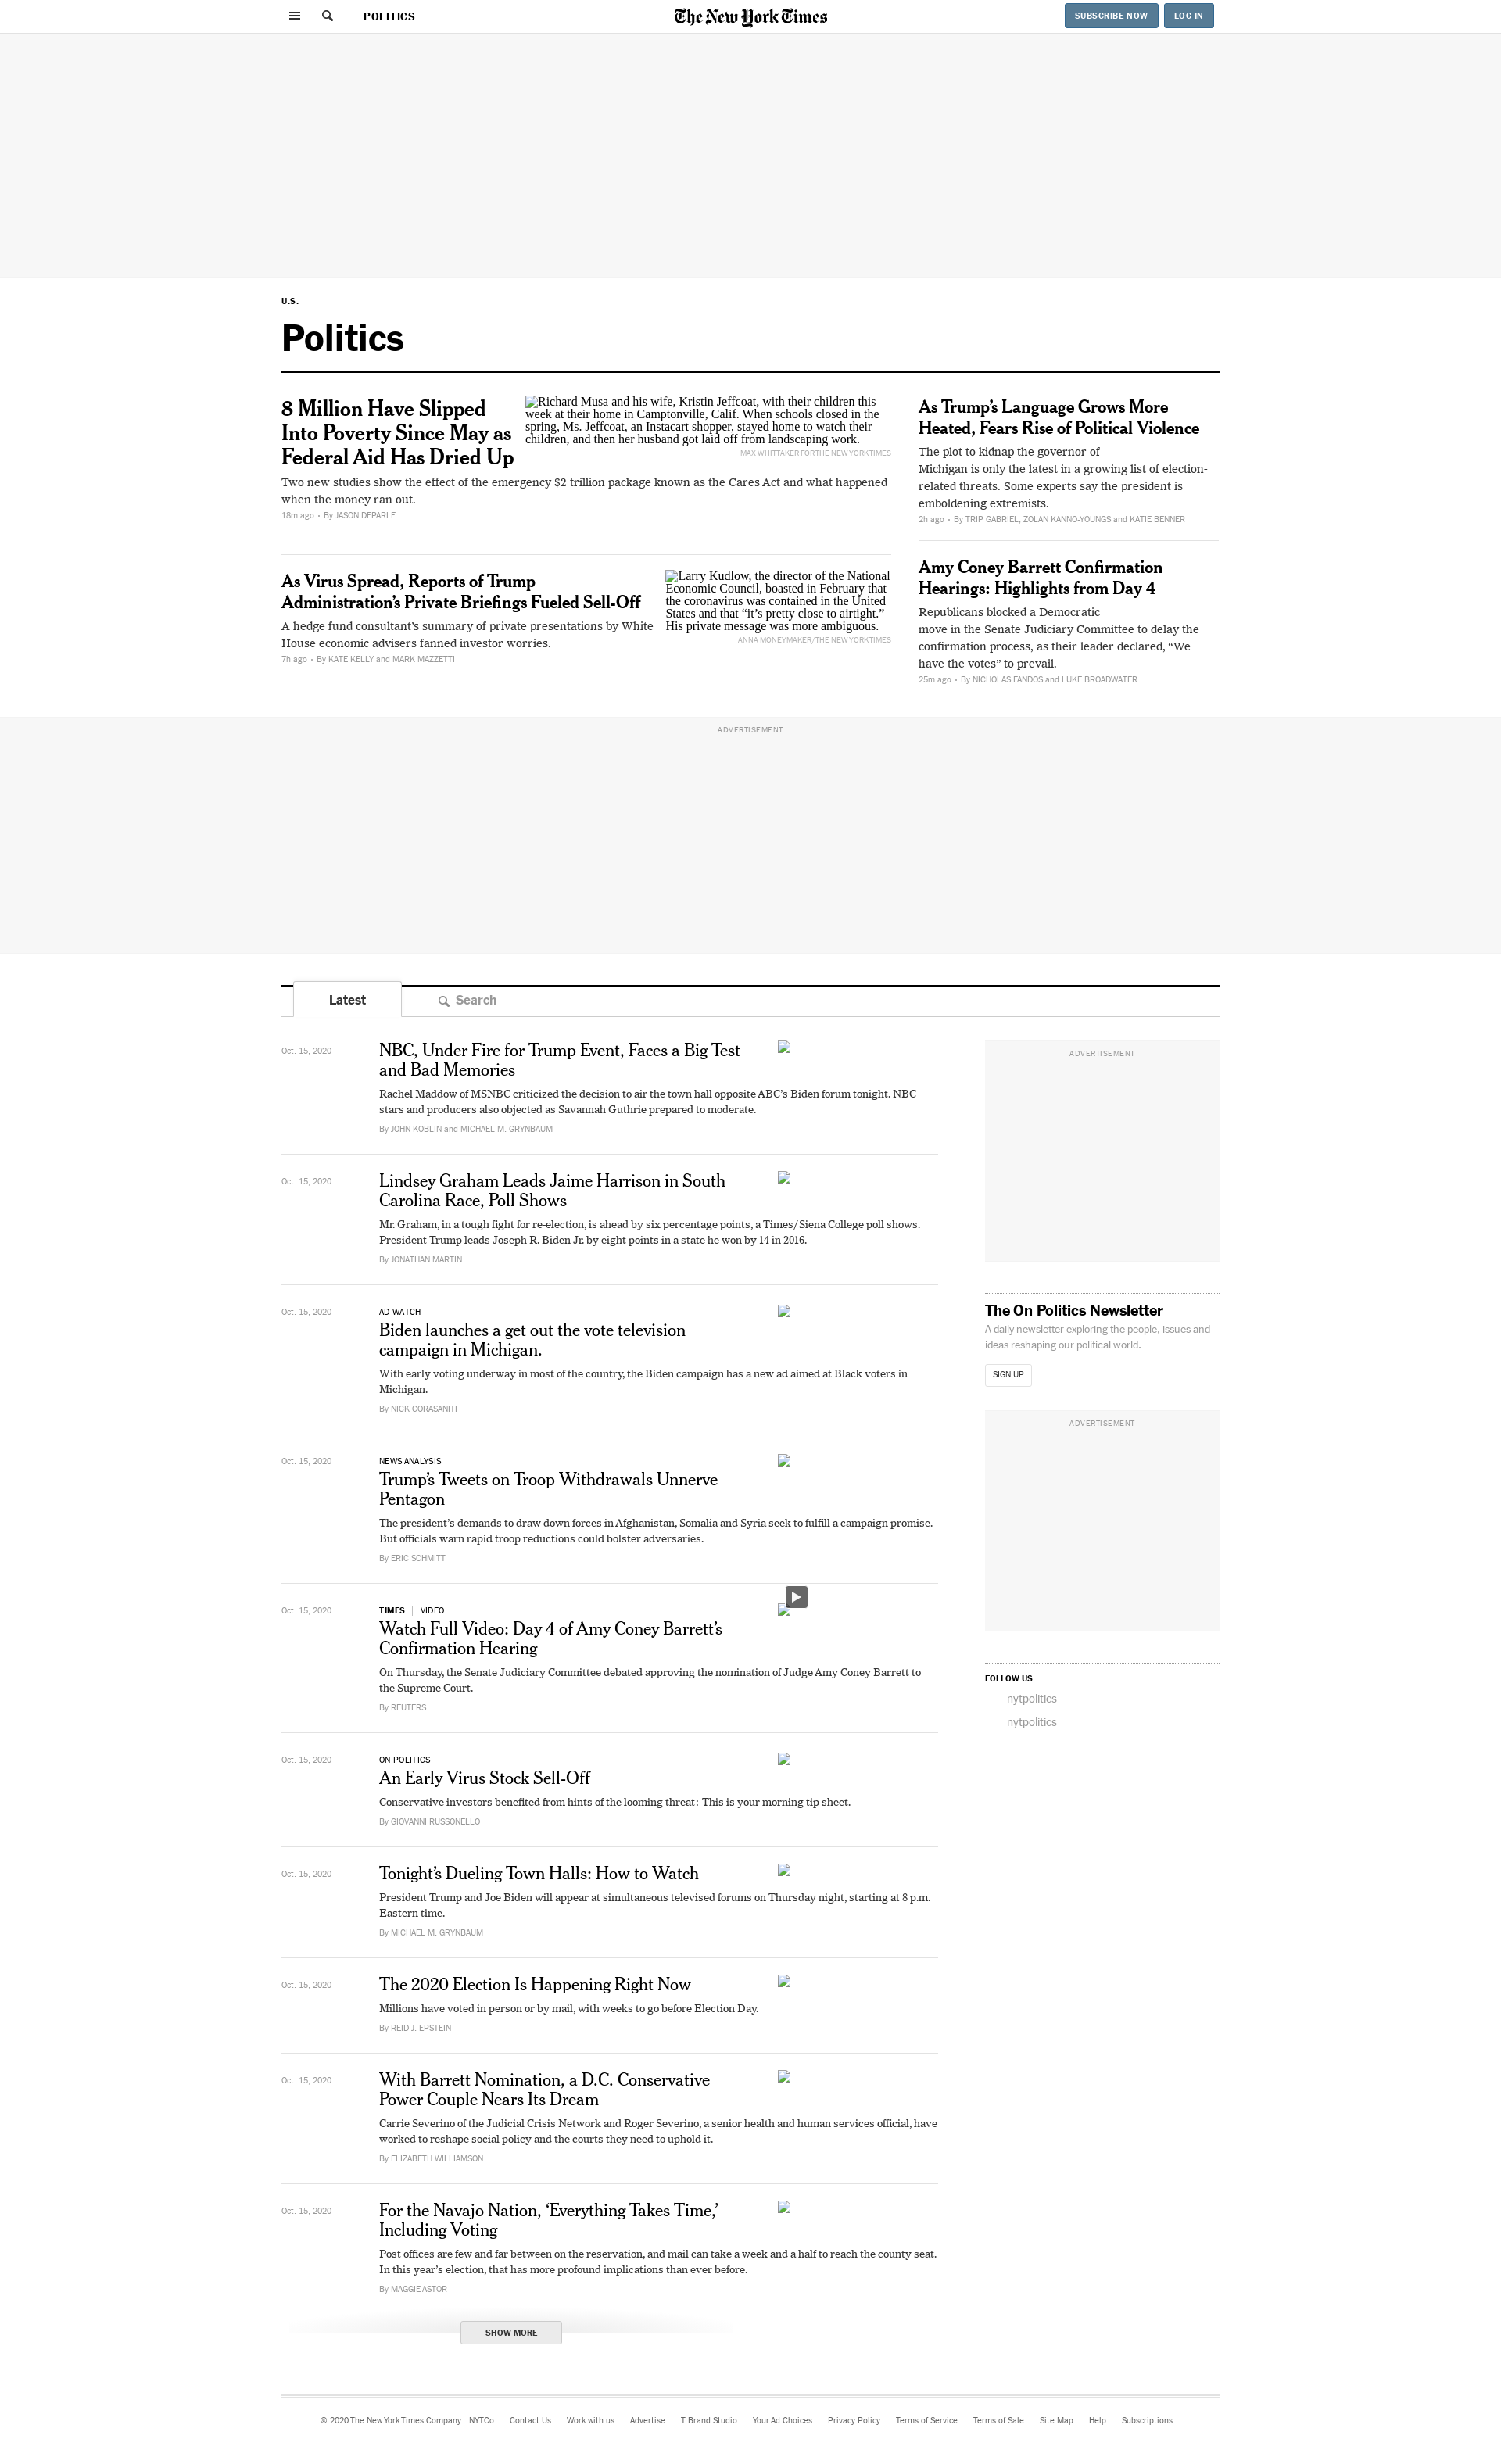 POLITICS
The New York Times
SUBSCRIBE NOW
LOG IN
U.S.
Politics
8 Million Have Slipped
Into Poverty Since May as
Federal Aid Has Dried Up
Richard Musa and his wife, Kristin Jeffcoat, with their children this
week at their home in Camptonville, Calif. When schools closed in the
spring, Ms. Jeffcoat, an Instacart shopper, stayed home to watch their
children, and then her husband got laid off from landscaping work.
MAX WHITTAKER FOR THE NEW YORK TIMES
Two new studies show the effect of the emergency $2 trillion package known as the Cares Act and what happened
when the money ran out.
18m ago • By JASON DEPARLE
As Virus Spread, Reports of Trump
Administration’s Private Briefings Fueled Sell-Off
A hedge fund consultant’s summary of private presentations by White
House economic advisers fanned investor worries.
7h ago • By KATE KELLY and MARK MAZZETTI
Larry Kudlow, the director of the National
Economic Council, boasted in February that
the coronavirus was contained in the United
States and that “it’s pretty close to airtight.”
His private message was more ambiguous.
ANNA MONEYMAKER/THE NEW YORK TIMES
As Trump’s Language Grows More
Heated, Fears Rise of Political Violence
The plot to kidnap the governor of
Michigan is only the latest in a growing list of election-
related threats. Some experts say the president is
emboldening extremists.
2h ago • By TRIP GABRIEL, ZOLAN KANNO-YOUNGS and KATIE BENNER
Amy Coney Barrett Confirmation
Hearings: Highlights from Day 4
Republicans blocked a Democratic
move in the Senate Judiciary Committee to delay the
confirmation process, as their leader declared, “We
have the votes” to prevail.
25m ago • By NICHOLAS FANDOS and LUKE BROADWATER
ADVERTISEMENT
Latest
Search
Oct. 15, 2020
NBC, Under Fire for Trump Event, Faces a Big Test
and Bad Memories
Rachel Maddow of MSNBC criticized the decision to air the town hall opposite ABC’s Biden forum tonight. NBC
stars and producers also objected as Savannah Guthrie prepared to moderate.
By JOHN KOBLIN and MICHAEL M. GRYNBAUM
Oct. 15, 2020
Lindsey Graham Leads Jaime Harrison in South
Carolina Race, Poll Shows
Mr. Graham, in a tough fight for re-election, is ahead by six percentage points, a Times/Siena College poll shows.
President Trump leads Joseph R. Biden Jr. by eight points in a state he won by 14 in 2016.
By JONATHAN MARTIN
Oct. 15, 2020
AD WATCH
Biden launches a get out the vote television
campaign in Michigan.
With early voting underway in most of the country, the Biden campaign has a new ad aimed at Black voters in
Michigan.
By NICK CORASANITI
Oct. 15, 2020
NEWS ANALYSIS
Trump’s Tweets on Troop Withdrawals Unnerve
Pentagon
The president’s demands to draw down forces in Afghanistan, Somalia and Syria seek to fulfill a campaign promise.
But officials warn rapid troop reductions could bolster adversaries.
By ERIC SCHMITT
Oct. 15, 2020
TIMES | VIDEO
Watch Full Video: Day 4 of Amy Coney Barrett’s
Confirmation Hearing
On Thursday, the Senate Judiciary Committee debated approving the nomination of Judge Amy Coney Barrett to
the Supreme Court.
By REUTERS
Oct. 15, 2020
ON POLITICS
An Early Virus Stock Sell-Off
Conservative investors benefited from hints of the looming threat: This is your morning tip sheet.
By GIOVANNI RUSSONELLO
Oct. 15, 2020
Tonight’s Dueling Town Halls: How to Watch
President Trump and Joe Biden will appear at simultaneous televised forums on Thursday night, starting at 8 p.m.
Eastern time.
By MICHAEL M. GRYNBAUM
Oct. 15, 2020
The 2020 Election Is Happening Right Now
Millions have voted in person or by mail, with weeks to go before Election Day.
By REID J. EPSTEIN
Oct. 15, 2020
With Barrett Nomination, a D.C. Conservative
Power Couple Nears Its Dream
Carrie Severino of the Judicial Crisis Network and Roger Severino, a senior health and human services official, have
worked to reshape social policy and the courts they need to uphold it.
By ELIZABETH WILLIAMSON
Oct. 15, 2020
For the Navajo Nation, ‘Everything Takes Time,’
Including Voting
Post offices are few and far between on the reservation, and mail can take a week and a half to reach the county seat.
In this year’s election, that has more profound implications than ever before.
By MAGGIE ASTOR
SHOW MORE
ADVERTISEMENT
The On Politics Newsletter
A daily newsletter exploring the people, issues and
ideas reshaping our political world.
SIGN UP
ADVERTISEMENT
FOLLOW US
nytpolitics
nytpolitics
© 2020 The New York Times Company NYTCo Contact Us Work with us Advertise T Brand Studio Your Ad Choices Privacy Policy Terms of Service Terms of Sale Site Map Help Subscriptions